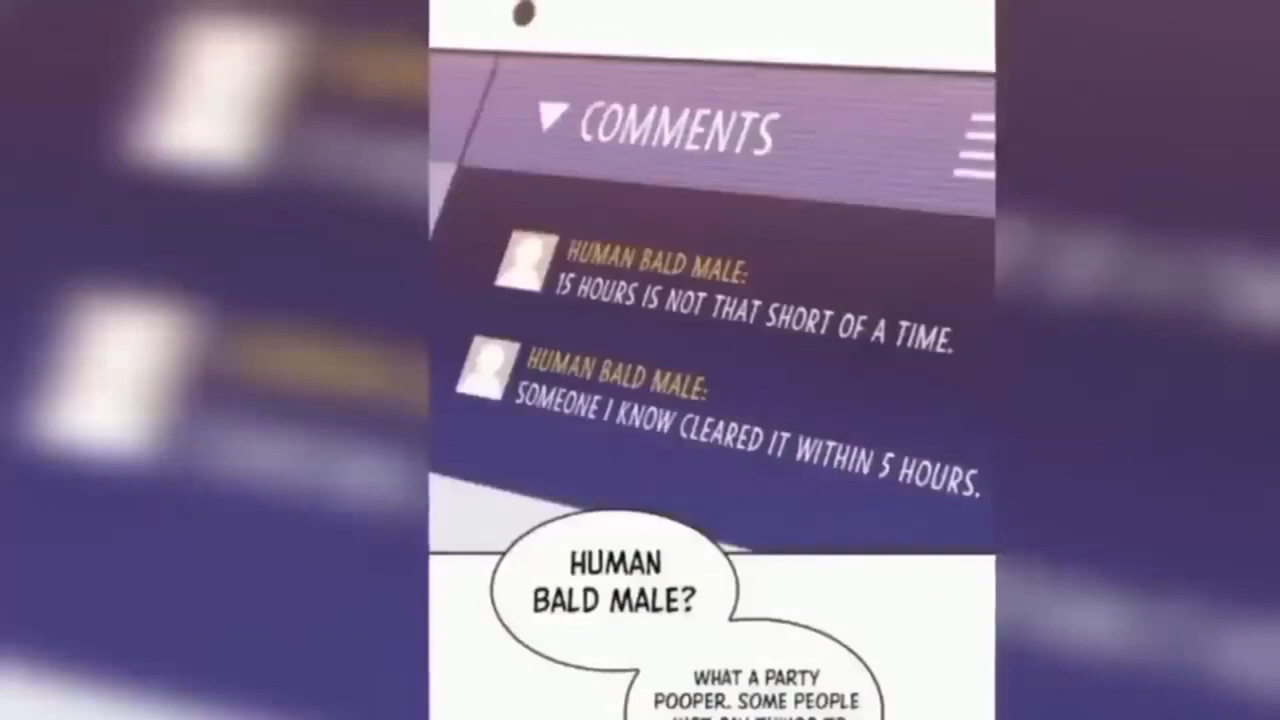 COMMENTS
HUMAN BALD MALE:
15 HOURS IS NOT THAT SHORT OF A TIME.
HUMAN BALD MALE:
SOMEONE I KNOW CLEARED IT WITHIN 5 HOURS.
HUMAN
BALD MALE?
WHAT A PARTY
POOPER. SOME PEOPLE